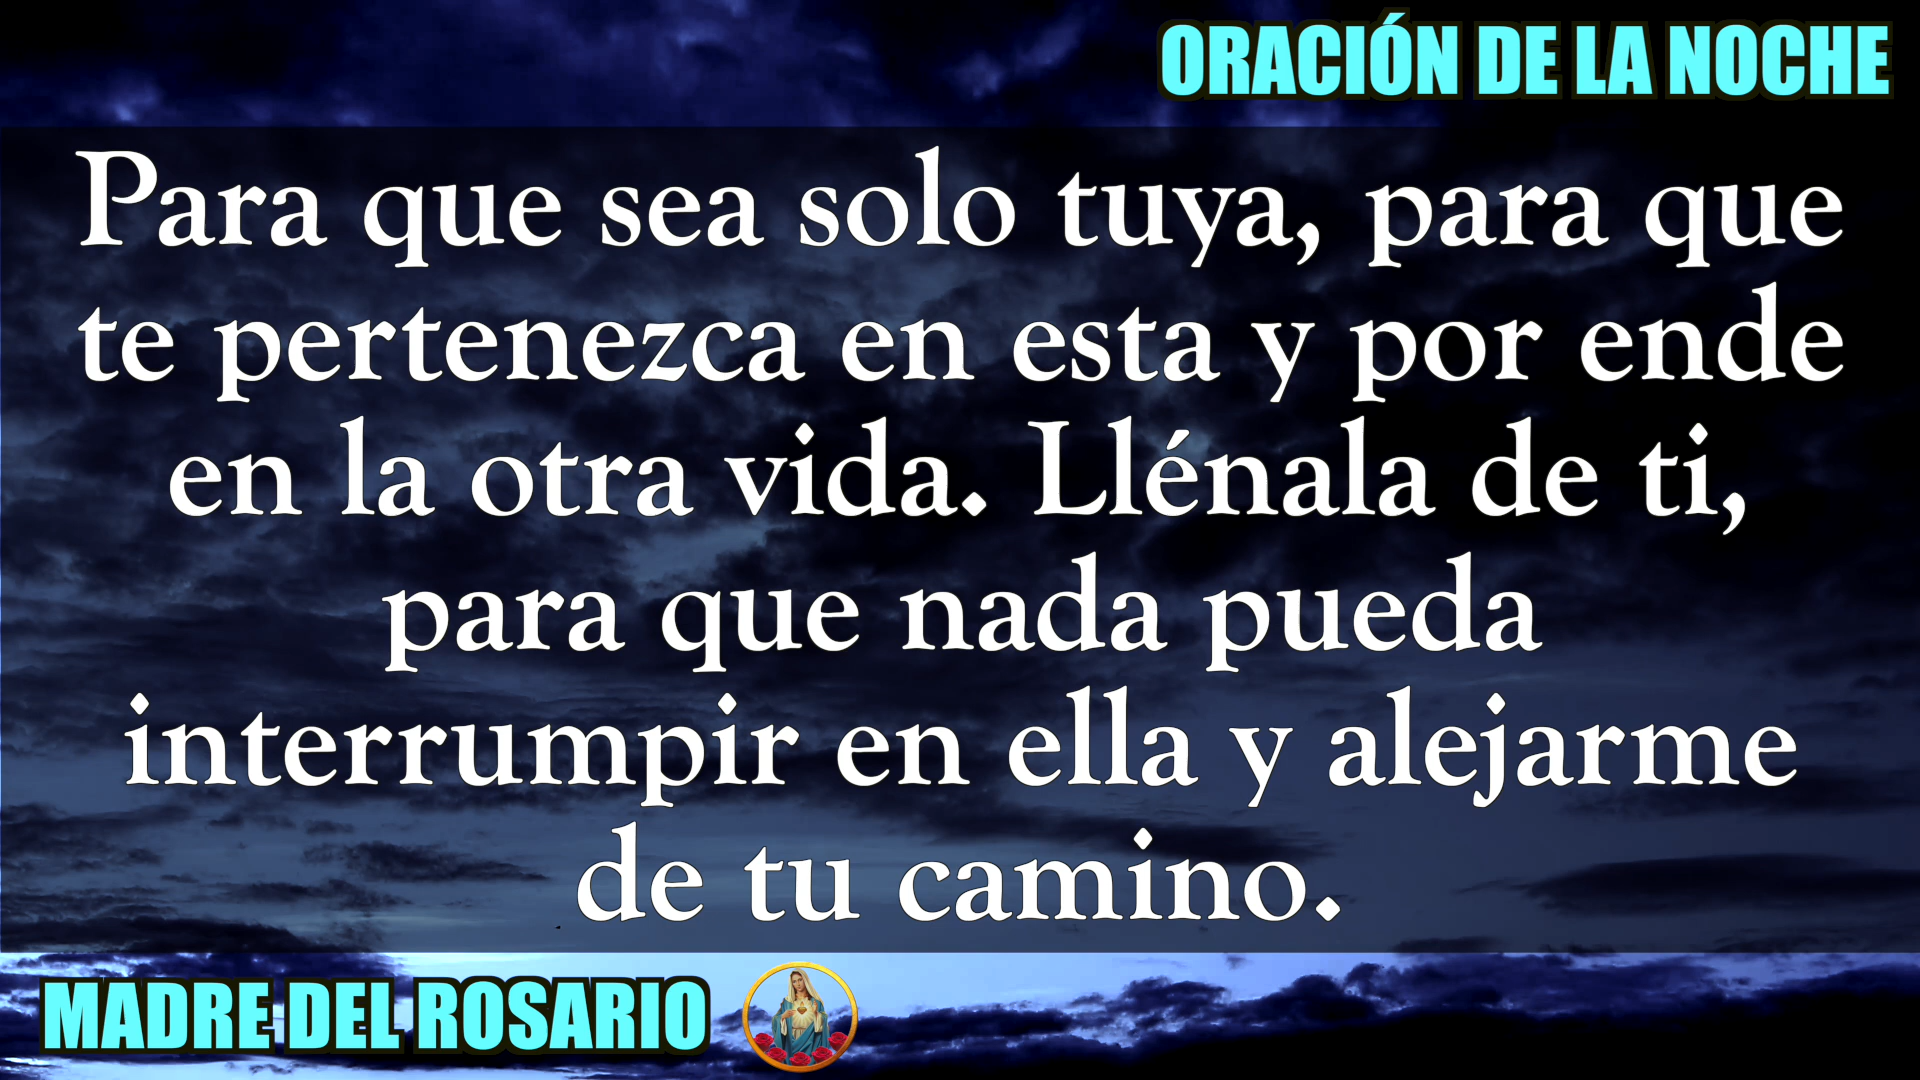 ORACIÓN DE LA NOCHE
Para que sea solo tuya, para que
te pertenezca en esta y por ende
en la otra vida. Llénala de ti,
para que nada pueda
interrumpir en ella y alejarme
de tu camino.
MADRE DEL ROSARIO